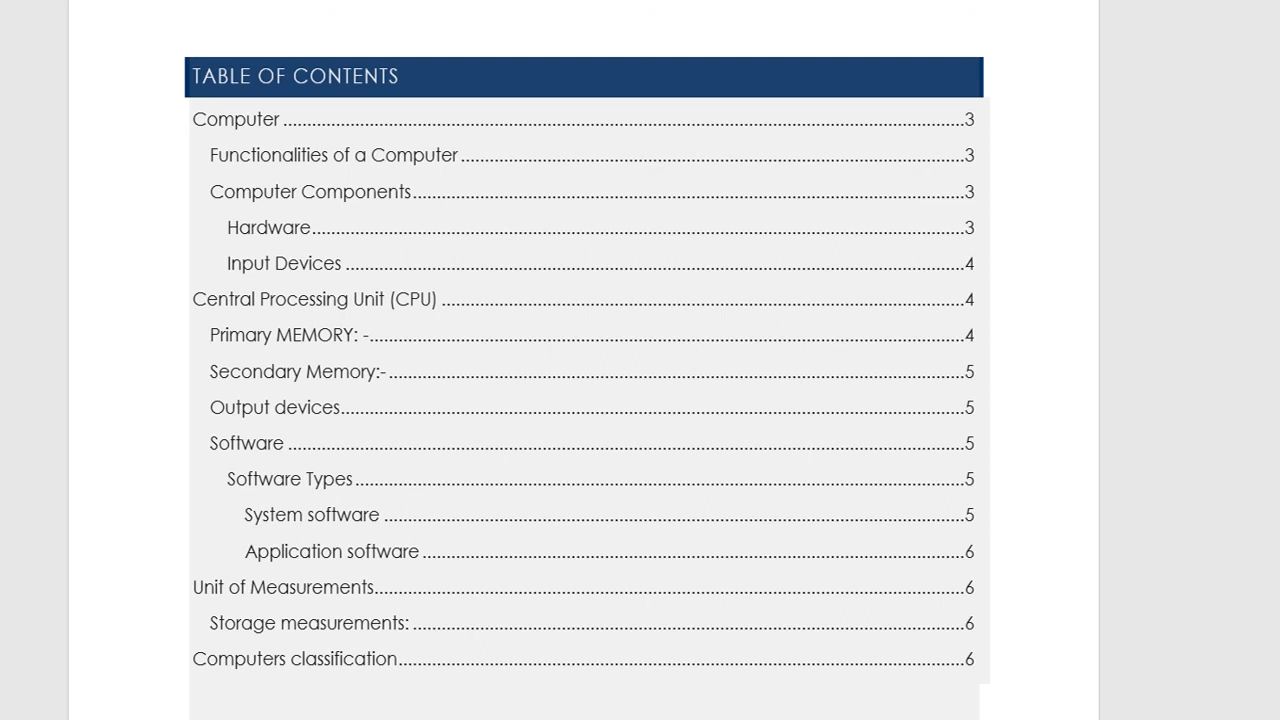 TABLE OF CONTENTS
Computer ........................................................................................................................3
Functionalities of a Computer ........................................................................................................3
Computer Components........................................................................................................3
Hardware........................................................................................................3
Input Devices ........................................................................................................4
Central Processing Unit (CPU) ........................................................................................................4
Primary MEMORY: -........................................................................................................4
Secondary Memory:- ........................................................................................................5
Output devices........................................................................................................5
Software ........................................................................................................5
Software Types ........................................................................................................5
System software ........................................................................................................5
Application software ........................................................................................................6
Unit of Measurements........................................................................................................6
Storage measurements: ........................................................................................................6
Computers classification........................................................................................................6